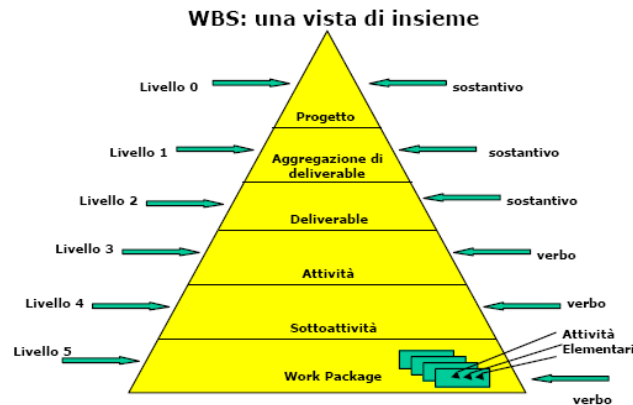 WBS: una vista di insieme
Livello 0
sostantivo
Progetto
Livello 1
Aggregazione di
deliverable
sostantivo
Livello 2
Deliverable
sostantivo
Livello 3
Attività
verbo
Livello 4
Sottoattività
verbo
Livello 5
Work Package
Attività
Elementari
verbo